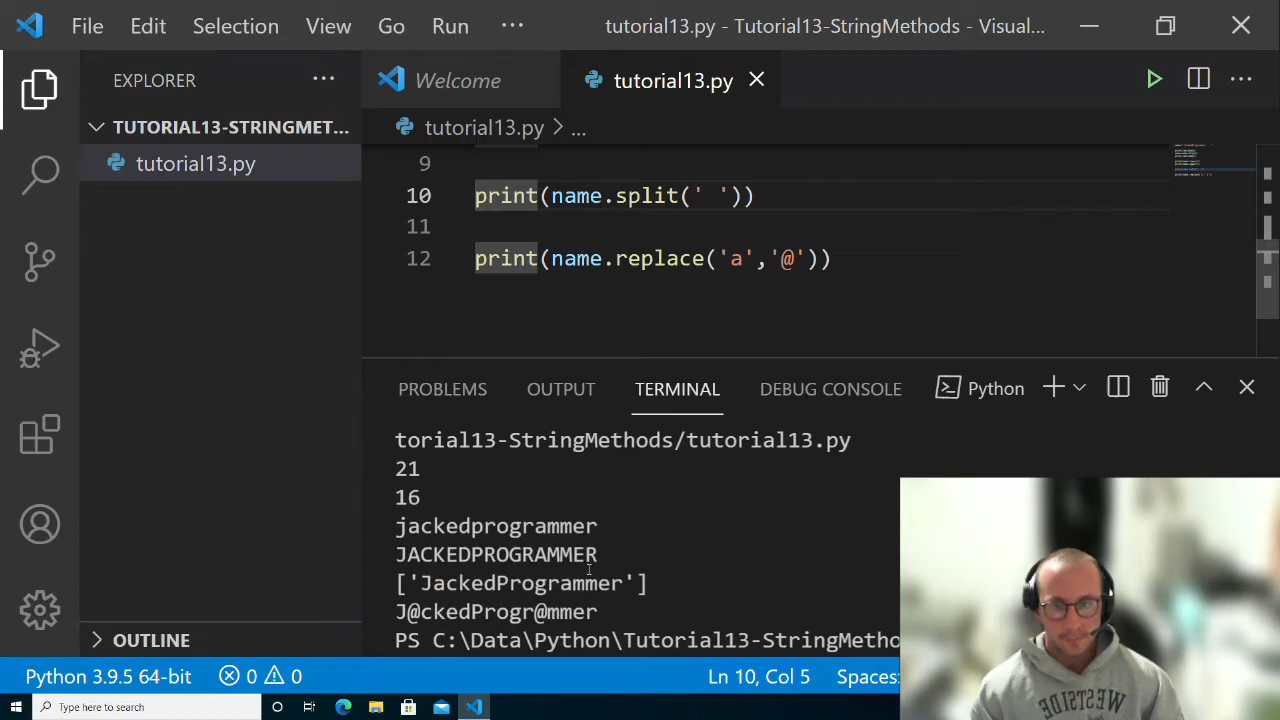 File Edit Selection View Go Run ··· tutorial13.py - Tutorial13-StringMethods - Visual...
EXPLORER ··· Welcome tutorial13.py
TUTORIAL13-STRINGMET... tutorial13.py > ...
tutorial13.py
9
10 print(name.split(' '))
11
12 print(name.replace('a','@'))
PROBLEMS OUTPUT TERMINAL DEBUG CONSOLE Python
torial13-StringMethods/tutorial13.py
21
16
jackedprogrammer
JACKEDPROGRAMMER
['JackedProgrammer']
J@ckedProgr@mmer
PS C:\Data\Python\Tutorial13-StringMetho
OUTLINE
Python 3.9.5 64-bit 0 0 Ln 10, Col 5 Spaces:
Type here to search
WESTSIDE